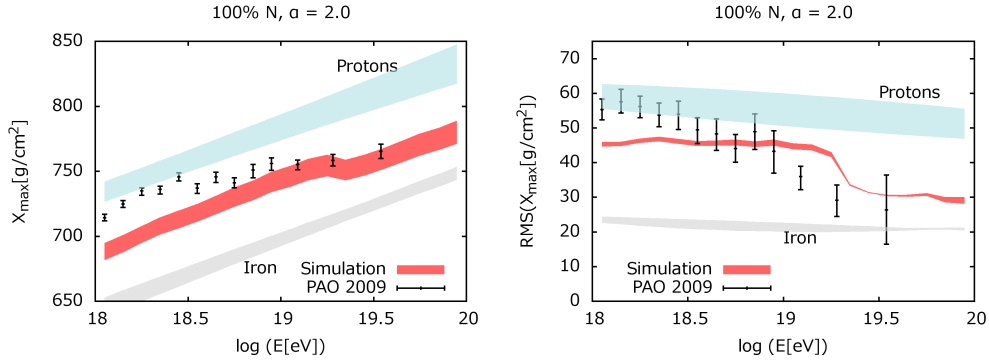 100% N, α = 2.0
X_max[g/cm²]
850
800
750
700
650
Protons
Iron
Simulation
PAO 2009
18
18.5
19
19.5
20
log (E[eV])
100% N, α = 2.0
RMS(X_max[g/cm²])
70
60
50
40
30
20
10
0
Protons
Iron
Simulation
PAO 2009
18
18.5
19
19.5
20
log (E[eV])